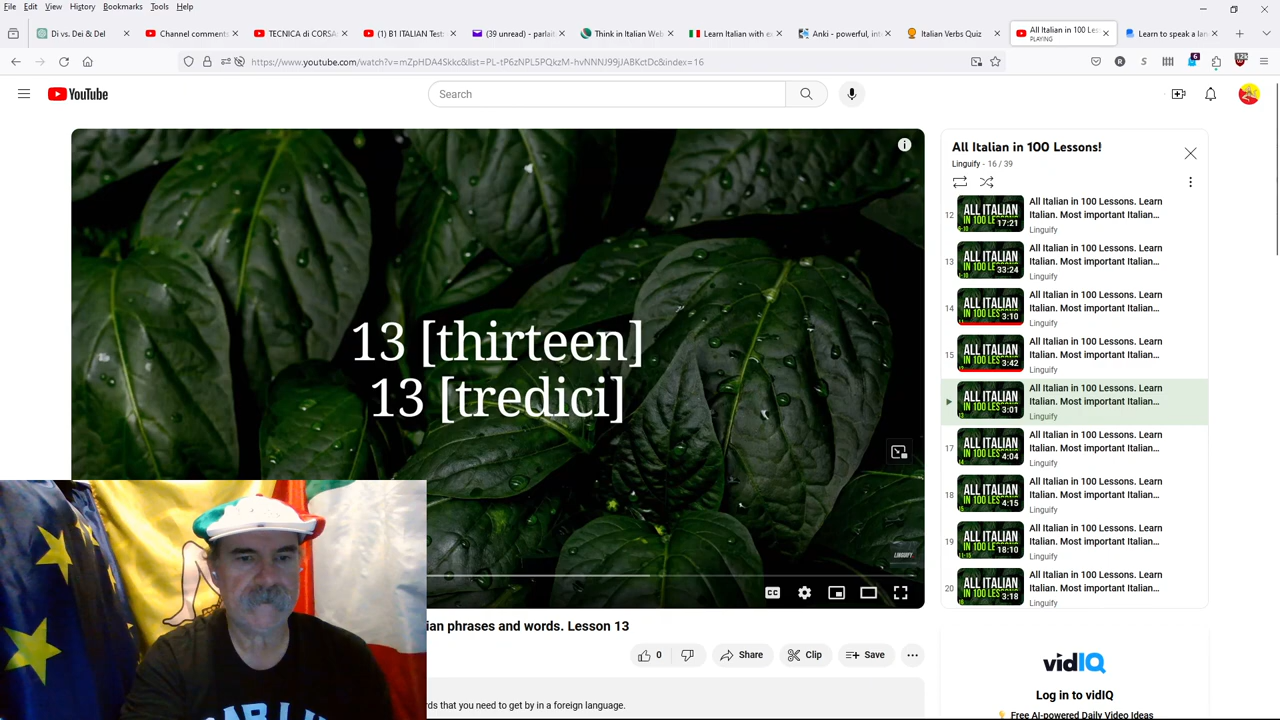 File Edit View History Bookmarks Tools Help
Di vs. Dei & Del
Channel comments
TECNICA di CORSA
(1) B1 ITALIAN Test:
(39 unread) - parlait
Think in Italian Web
Learn Italian with e
Anki - powerful, int
Italian Verbs Quiz
All Italian in 100 Les
PLAYING
Learn to speak a lan
https://www.youtube.com/watch?v=mZpHDA4Skkc&list=PL-tP6zNPL5PQkzM-hvNNNJ99jJABKctDc&index=16
YouTube
Search
13 [thirteen]
13 [tredici]
LINGUIFY
CC
All Italian in 100 Lessons!
Linguify - 16 / 39
12
ALL ITALIAN
17:21
All Italian in 100 Lessons. Learn
Italian. Most important Italian...
Linguify
13
ALL ITALIAN
33:24
All Italian in 100 Lessons. Learn
Italian. Most important Italian...
Linguify
14
ALL ITALIAN
3:10
All Italian in 100 Lessons. Learn
Italian. Most important Italian...
Linguify
15
ALL ITALIAN
3:42
All Italian in 100 Lessons. Learn
Italian. Most important Italian...
Linguify
ALL ITALIAN
3:01
All Italian in 100 Lessons. Learn
Italian. Most important Italian...
Linguify
17
ALL ITALIAN
4:04
All Italian in 100 Lessons. Learn
Italian. Most important Italian...
Linguify
18
ALL ITALIAN
4:15
All Italian in 100 Lessons. Learn
Italian. Most important Italian...
Linguify
19
ALL ITALIAN
18:10
All Italian in 100 Lessons. Learn
Italian. Most important Italian...
Linguify
20
ALL ITALIAN
3:18
All Italian in 100 Lessons. Learn
Italian. Most important Italian...
Linguify
ian phrases and words. Lesson 13
0 Share Clip Save
rds that you need to get by in a foreign language.
vidIQ
Log in to vidIQ
Free AI-powered Daily Video Ideas